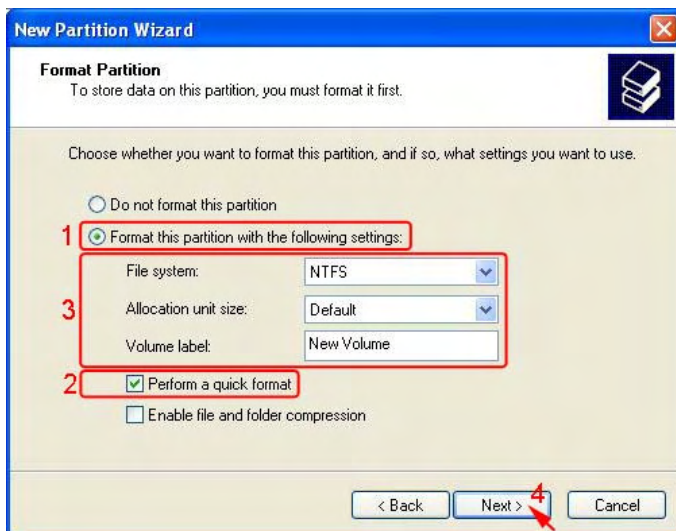 New Partition Wizard
Format Partition
To store data on this partition, you must format it first.
Choose whether you want to format this partition, and if so, what settings you want to use.
Do not format this partition
1 Format this partition with the following settings:
3
File system: NTFS
Allocation unit size: Default
Volume label: New Volume
2 Perform a quick format
Enable file and folder compression
< Back Next > 4 Cancel